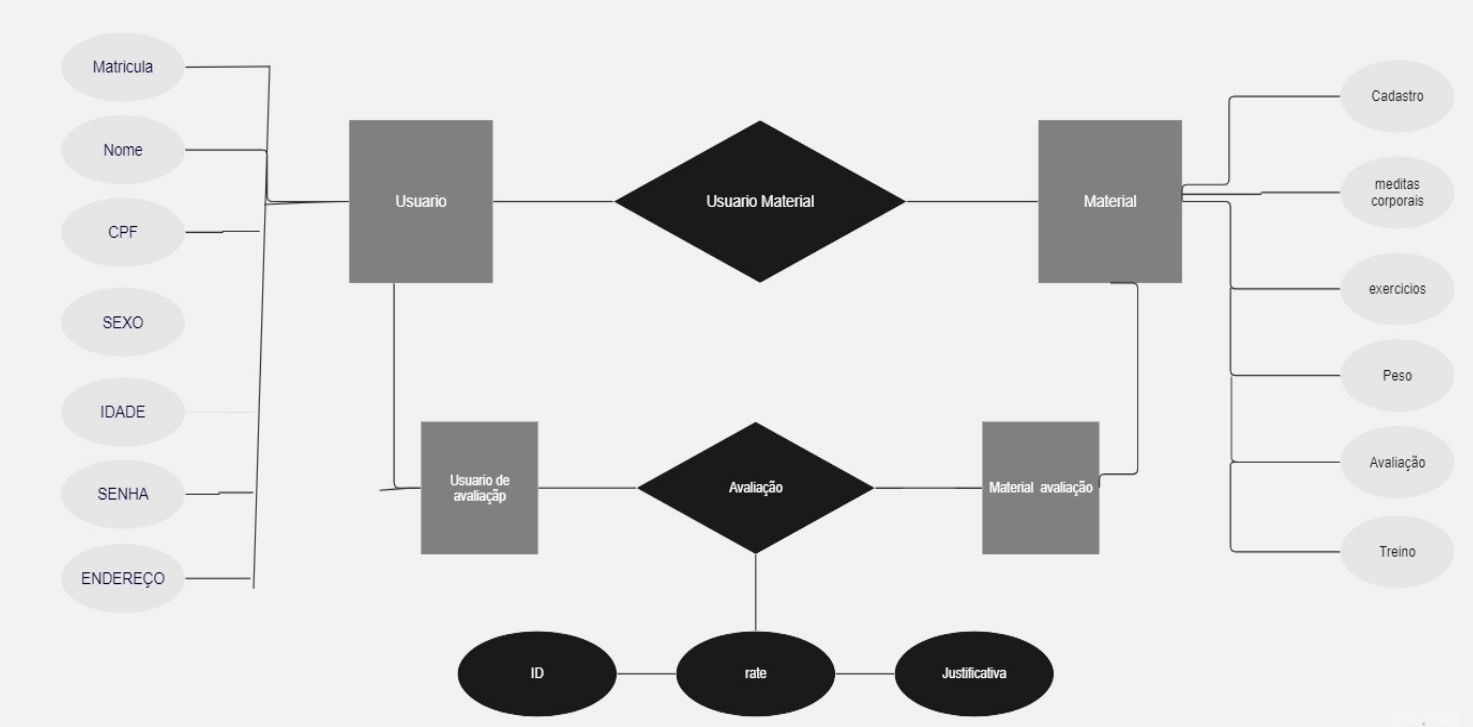 Matricula
Nome
CPF
SEXO
IDADE
SENHA
ENDEREÇO
Usuario
Usuario Material
Material
Cadastro
meditas
corporais
exercicios
Peso
Avaliação
Treino
Usuario de
avaliaçãp
Avaliação
Material avaliação
ID
rate
Justificativa